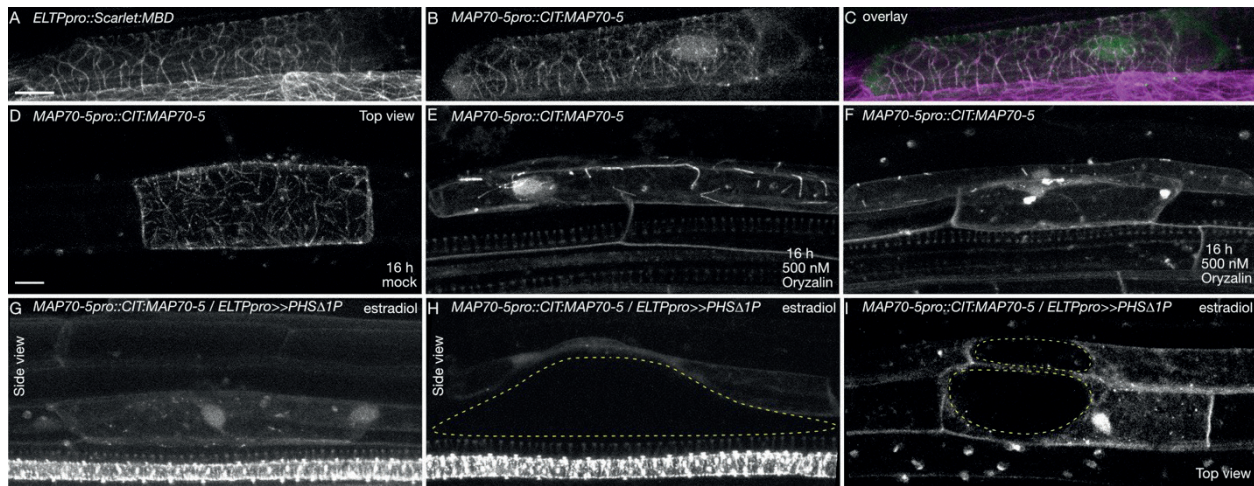 A ELTPpro::Scarlet:MBD
B MAP70-5pro::CIT:MAP70-5
C overlay
D MAP70-5pro::CIT:MAP70-5 Top view
16 h
mock
E MAP70-5pro::CIT:MAP70-5
16 h
500 nM
Oryzalin
F MAP70-5pro::CIT:MAP70-5
16 h
500 nM
Oryzalin
G MAP70-5pro::CIT:MAP70-5 / ELTPpro>>PHSΔ1P estradiol
Side view
H MAP70-5pro::CIT:MAP70-5 / ELTPpro>>PHSΔ1P estradiol
Side view
I MAP70-5pro::CIT:MAP70-5 / ELTPpro>>PHSΔ1P estradiol
Top view